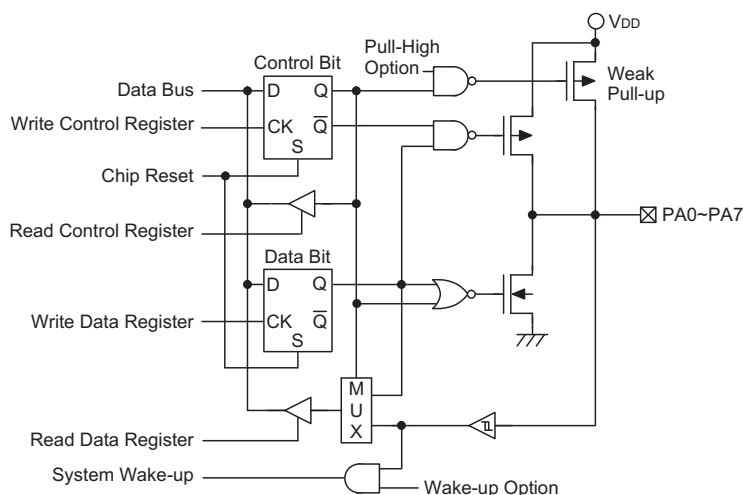 VDD
Pull-High
Option
Control Bit
Weak
Pull-up
Data Bus
D
Q
Write Control Register
CK
Q̅
S
Chip Reset
PA0~PA7
Read Control Register
Data Bit
D
Q
Write Data Register
CK
Q̅
S
M
U
X
Read Data Register
System Wake-up
Wake-up Option